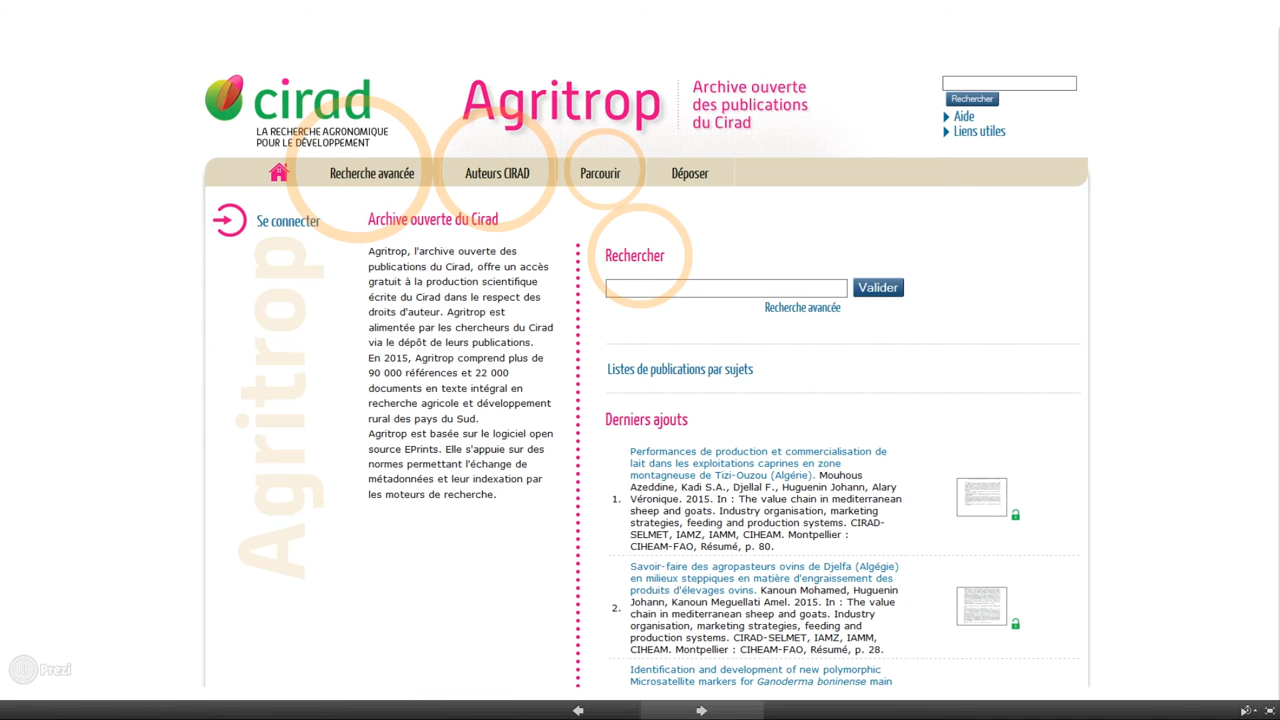 cirad
LA RECHERCHE AGRONOMIQUE
POUR LE DÉVELOPPEMENT
Agritrop
Archive ouverte
des publications
du Cirad
Rechercher
Aide
Liens utiles
Recherche avancée
Auteurs CIRAD
Parcourir
Déposer
Se connecter
Agritrop
Archive ouverte du Cirad
Agritrop, l'archive ouverte des
publications du Cirad, offre un accès
gratuit à la production scientifique
écrite du Cirad dans le respect des
droits d'auteur. Agritrop est
alimentée par les chercheurs du Cirad
via le dépôt de leurs publications.
En 2015, Agritrop comprend plus de
90 000 références et 22 000
documents en texte intégral en
recherche agricole et développement
rural des pays du Sud.
Agritrop est basée sur le logiciel open
source EPrints. Elle s'appuie sur des
normes permettant l'échange de
métadonnées et leur indexation par
les moteurs de recherche.
Rechercher
Valider
Recherche avancée
Listes de publications par sujets
Derniers ajouts
1.
Performances de production et commercialisation de
lait dans les exploitations caprines en zone
montagneuse de Tizi-Ouzou (Algérie). Mouhous
Azeddine, Kadi S.A., Djellal F., Huguenin Johann, Alary
Véronique. 2015. In : The value chain in mediterranean
sheep and goats. Industry organisation, marketing
strategies, feeding and production systems. CIRAD-
SELMET, IAMZ, IAMM, CIHEAM. Montpellier :
CIHEAM-FAO, Résumé, p. 80.
2.
Savoir-faire des agropasteurs ovins de Djelfa (Algégie)
en milieux steppiques en matière d'engraissement des
produits d'élevages ovins. Kanoun Mohamed, Huguenin
Johann, Kanoun Meguellati Amel. 2015. In : The value
chain in mediterranean sheep and goats. Industry
organisation, marketing strategies, feeding and
production systems. CIRAD-SELMET, IAMZ, IAMM,
CIHEAM. Montpellier : CIHEAM-FAO, Résumé, p. 28.
Identification and development of new polymorphic
Microsatellite markers for Ganoderma boninense main
Prezi